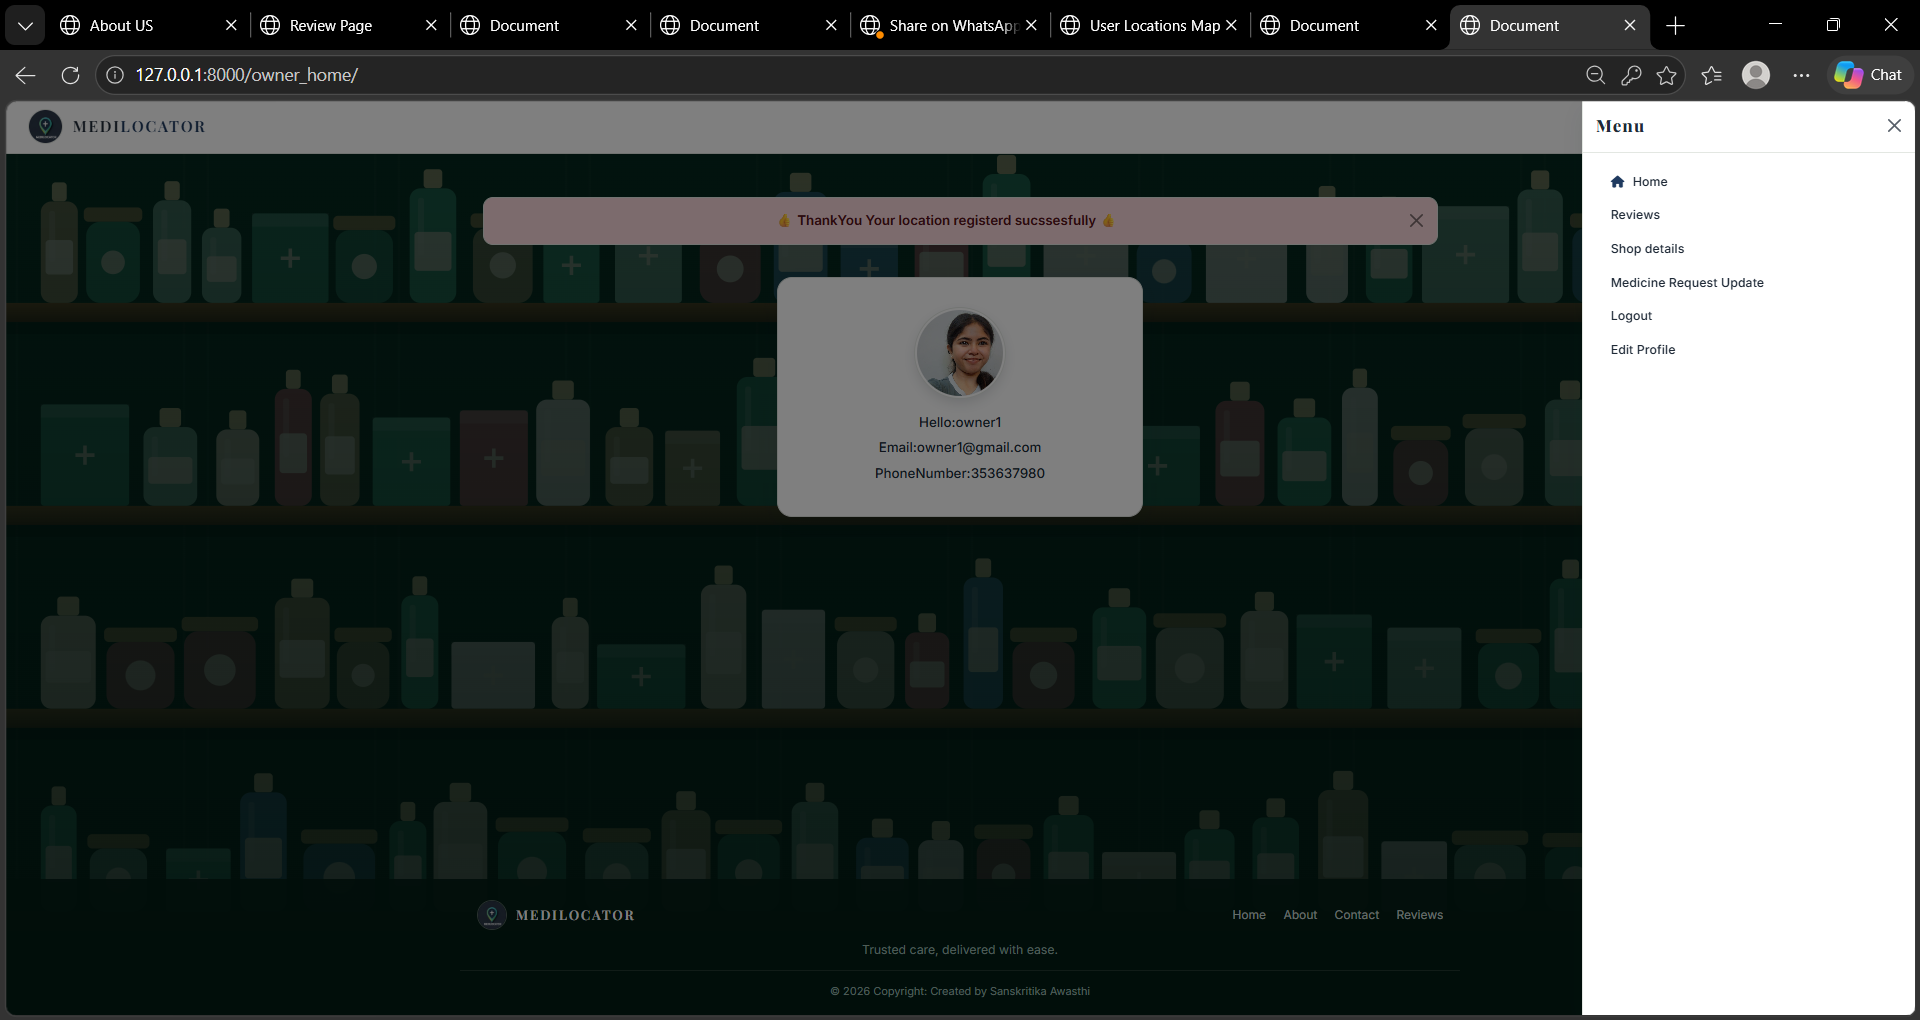 About US
Review Page
Document
Document
Share on WhatsApp
User Locations Map
Document
Document
127.0.0.1:8000/owner_home/
Chat
MEDILOCATOR
Menu
Home
Reviews
Shop details
Medicine Request Update
Logout
Edit Profile
ThankYou Your location registerd sucssesfully
Hello:owner1
Email:owner1@gmail.com
PhoneNumber:353637980
MEDILOCATOR
Home About Contact Reviews
Trusted care, delivered with ease.
© 2026 Copyright: Created by Sanskritika Awasthi